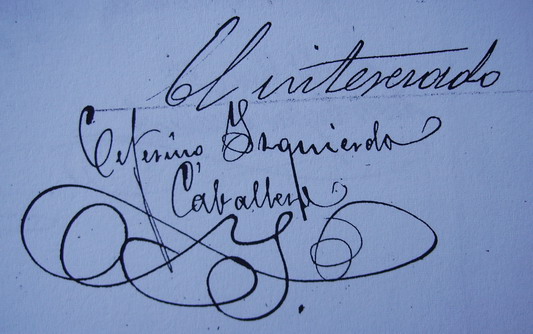 El interesado
Ceferino Izquierdo
Caballero